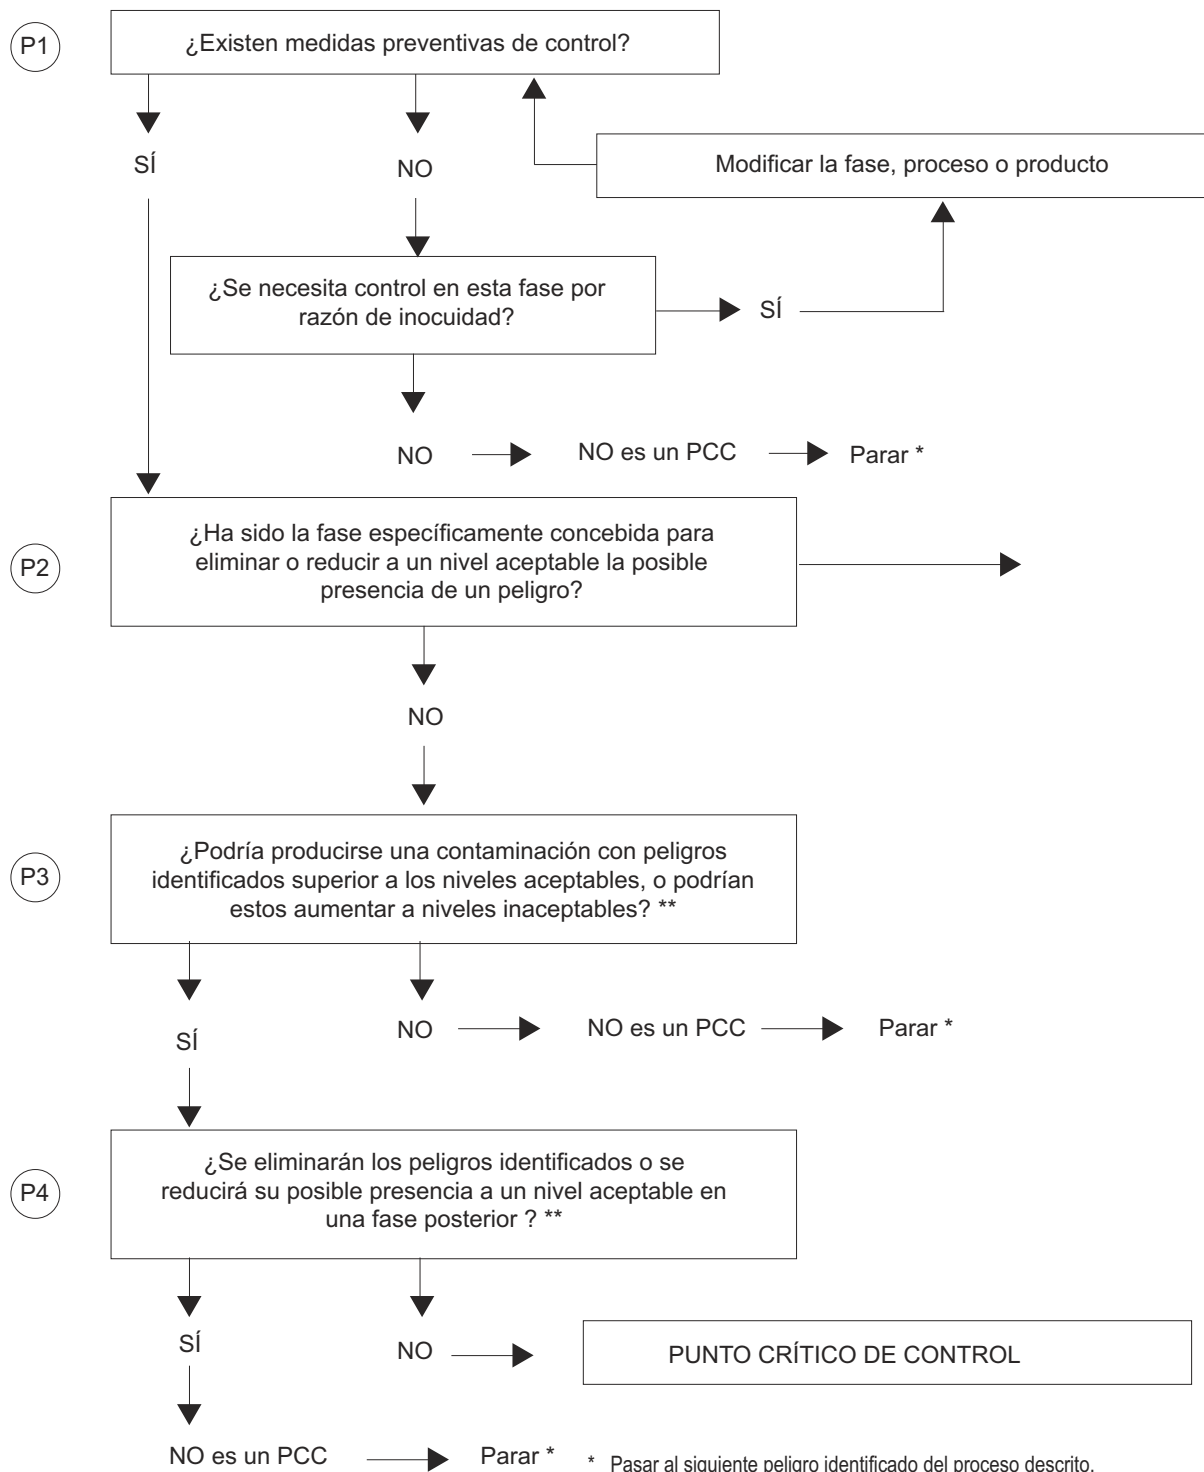 P1
¿Existen medidas preventivas de control?
SÍ
NO
Modificar la fase, proceso o producto
¿Se necesita control en esta fase por
razón de inocuidad?
SÍ
NO
NO es un PCC
Parar *
P2
¿Ha sido la fase específicamente concebida para
eliminar o reducir a un nivel aceptable la posible
presencia de un peligro?
NO
P3
¿Podría producirse una contaminación con peligros
identificados superior a los niveles aceptables, o podrían
estos aumentar a niveles inaceptables? **
SÍ
NO
NO es un PCC
Parar *
P4
¿Se eliminarán los peligros identificados o se
reducirá su posible presencia a un nivel aceptable en
una fase posterior ? **
SÍ
NO
PUNTO CRÍTICO DE CONTROL
NO es un PCC
Parar *
* Pasar al siguiente peligro identificado del proceso descrito.